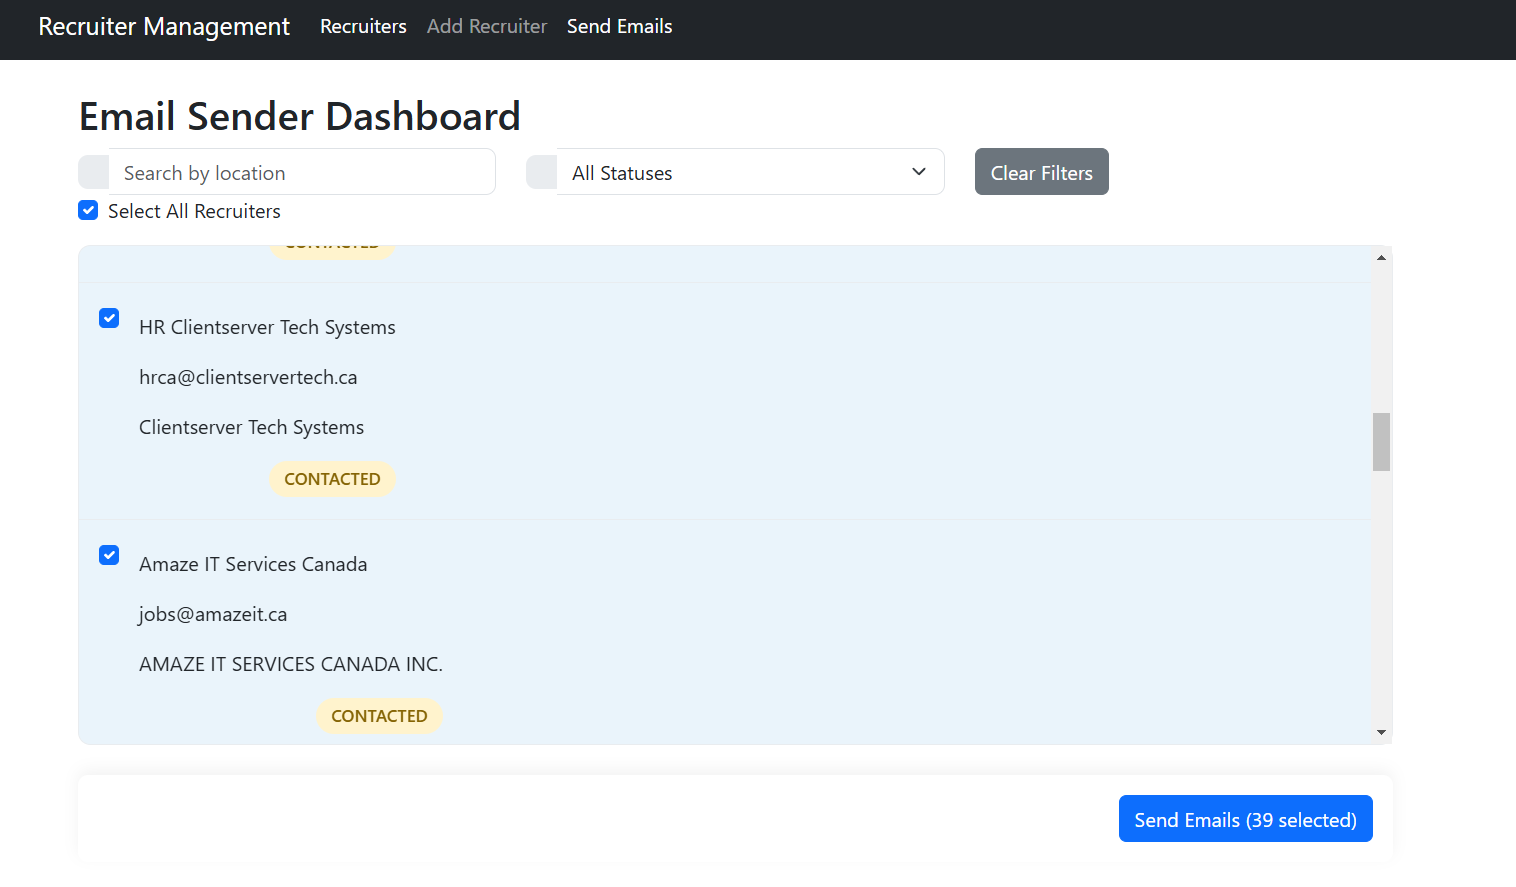 Recruiter Management Recruiters Add Recruiter Send Emails
Email Sender Dashboard
Search by location All Statuses Clear Filters
Select All Recruiters
CONTACTED
HR Clientserver Tech Systems
hrca@clientservertech.ca
Clientserver Tech Systems
CONTACTED
Amaze IT Services Canada
jobs@amazeit.ca
AMAZE IT SERVICES CANADA INC.
CONTACTED
Send Emails (39 selected)